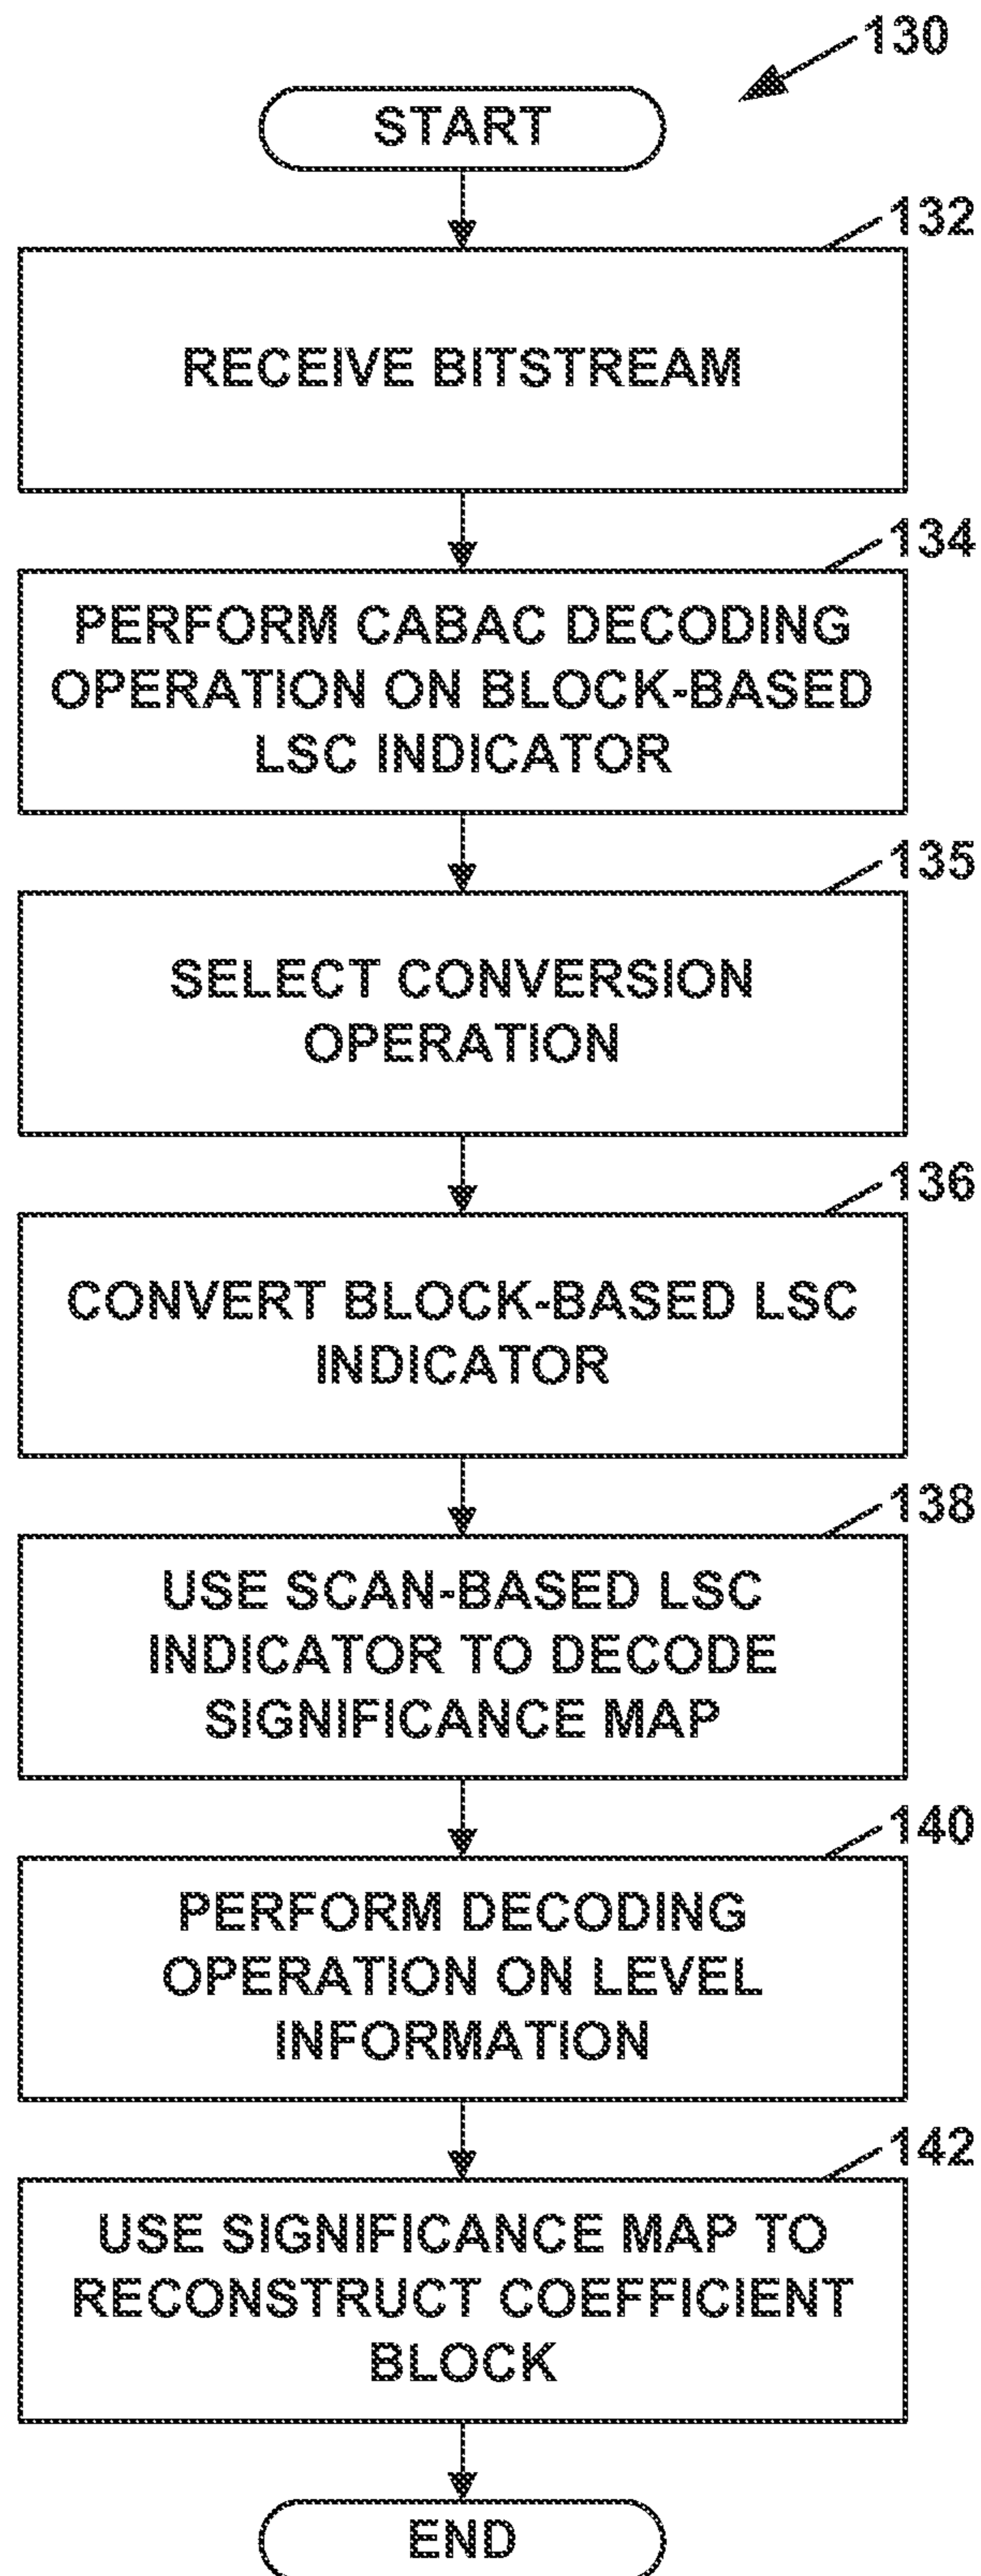 130
START
132
RECEIVE BITSTREAM
134
PERFORM CABAC DECODING
OPERATION ON BLOCK-BASED
LSC INDICATOR
135
SELECT CONVERSION
OPERATION
136
CONVERT BLOCK-BASED LSC
INDICATOR
138
USE SCAN-BASED LSC
INDICATOR TO DECODE
SIGNIFICANCE MAP
140
PERFORM DECODING
OPERATION ON LEVEL
INFORMATION
142
USE SIGNIFICANCE MAP TO
RECONSTRUCT COEFFICIENT
BLOCK
END